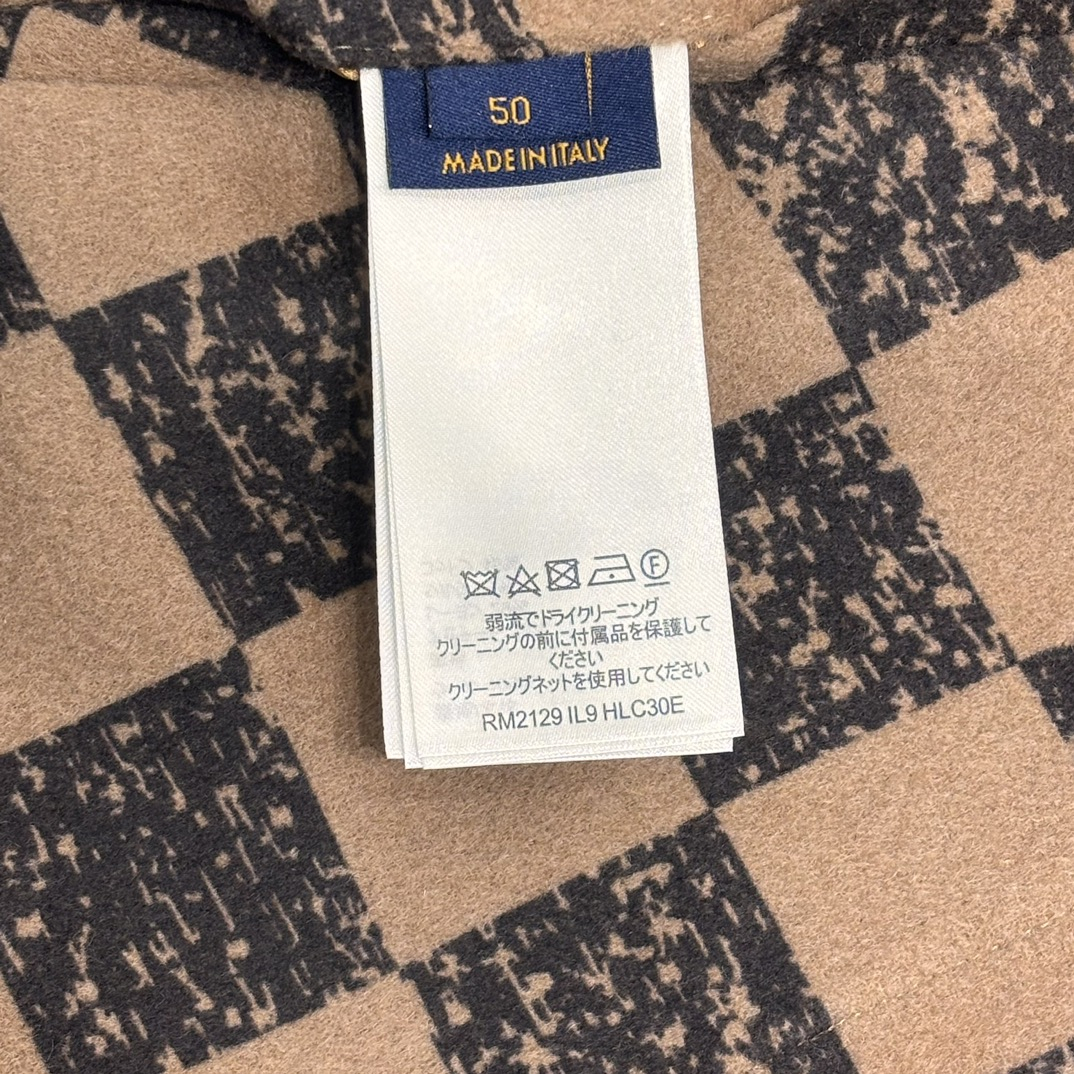 50
MADE IN ITALY
F
弱流でドライクリーニング
クリーニングの前に付属品を保護して
ください
クリーニングネットを使用してください
RM2129 IL9 HLC30E